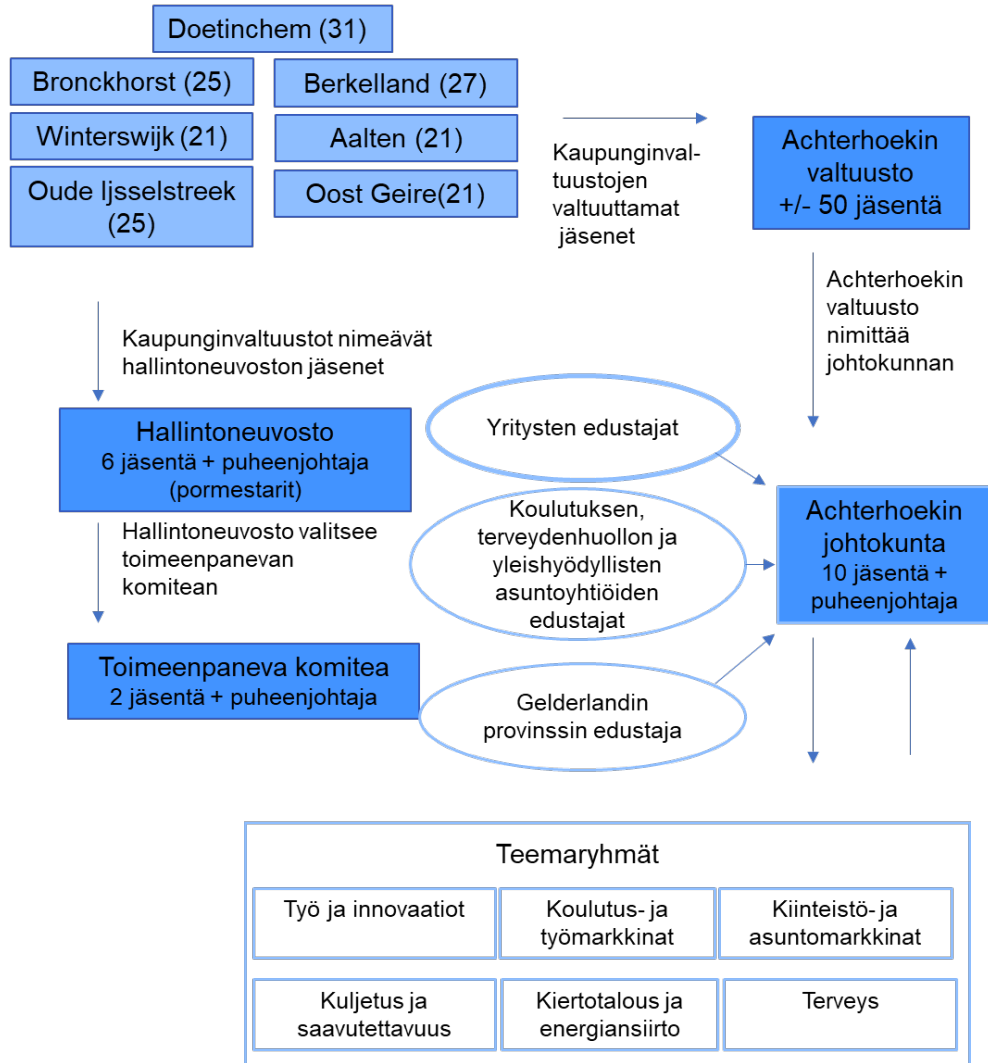 Doetinchem (31)
Bronckhorst (25)
Berkelland (27)
Winterswijk (21)
Aalten (21)
Oude Ijsselstreek
(25)
Oost Geire(21)
Kaupunginval-
tuustojen
valtuuttamat
jäsenet
Achterhoekin
valtuusto
+/- 50 jäsentä
Kaupunginvaltuustot nimeävät
hallintoneuvoston jäsenet
Achterhoekin
valtuusto
nimittää
johtokunnan
Hallintoneuvosto
6 jäsentä + puheenjohtaja
(pormestarit)
Yritysten edustajat
Hallintoneuvosto valitsee
toimeenpanevan
komitean
Koulutuksen,
terveydenhuollon ja
yleishyödyllisten
asuntoyhtiöiden
edustajat
Achterhoekin
johtokunta
10 jäsentä +
puheenjohtaja
Toimeenpaneva komitea
2 jäsentä + puheenjohtaja
Gelderlandin
provinssin edustaja
Teemaryhmät
Työ ja innovaatiot
Koulutus- ja
työmarkkinat
Kiinteistö- ja
asuntomarkkinat
Kuljetus ja
saavutettavuus
Kiertotalous ja
energiansiirto
Terveys